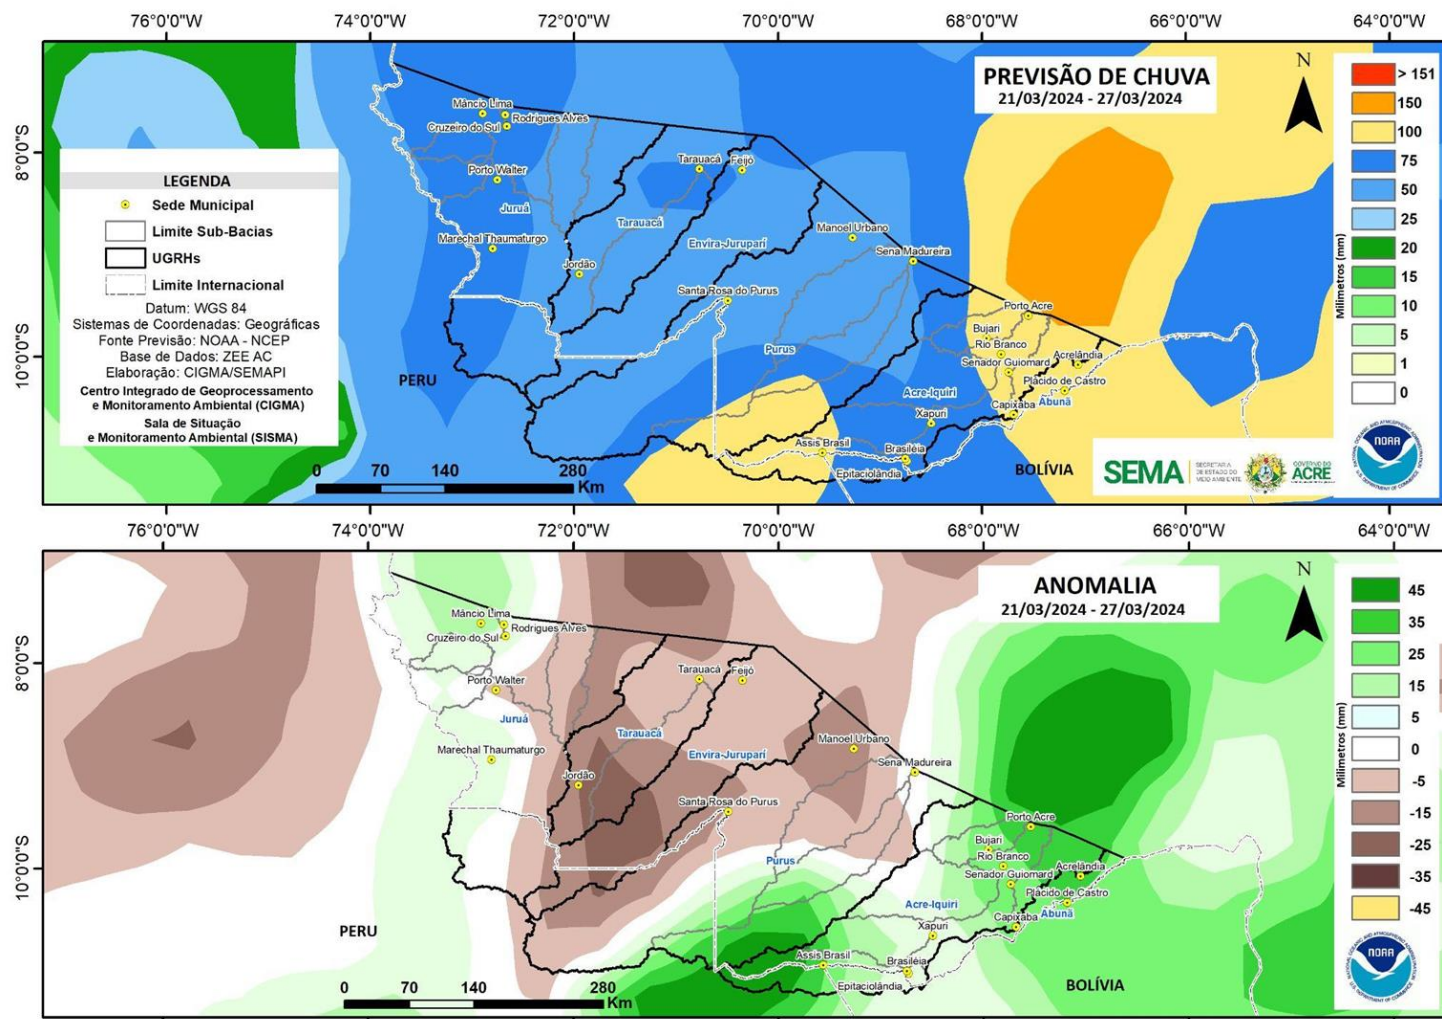 76°0'0"W 74°0'0"W 72°0'0"W 70°0'0"W 68°0'0"W 66°0'0"W 64°0'0"W
PREVISÃO DE CHUVA
21/03/2024 - 27/03/2024
N
> 151
150
100
75
50
25
20
15
10
5
1
0
Milimetros (mm)
8°0'0"S
10°0'0"S
LEGENDA
Sede Municipal
Limite Sub-Bacias
UGRHs
Limite Internacional
Datum: WGS 84
Sistemas de Coordenadas: Geográficas
Fonte Previsão: NOAA - NCEP
Base de Dados: ZEE AC
Elaboração: CIGMA/SEMAPI
Centro Integrado de Geoprocessamento
e Monitoramento Ambiental (CIGMA)
Sala de Situação
e Monitoramento Ambiental (SISMA)
Mâncio Lima
Rodrigues Alves
Cruzeiro do Sul
Porto Walter
Juruá
Marechal Thaumaturgo
Tarauacá
Feijó
Tarauacá
Jordão
Envira-Jurupari
Manoel Urbano
Sena Madureira
Santa Rosa do Purus
Purus
Porto Acre
Bujari
Rio Branco
Senador Guiomard
Acrelândia
Plácido de Castro
Abunã
Capixaba
Acre-Iquiri
Xapuri
Assis Brasil
Brasiléia
Epitaciolândia
PERU
BOLÍVIA
0 70 140 280
Km
SEMA
SECRETARIA
DE ESTADO DO
MEIO AMBIENTE
GOVERNO DO
ACRE
NOAA
76°0'0"W 74°0'0"W 72°0'0"W 70°0'0"W 68°0'0"W 66°0'0"W 64°0'0"W
ANOMALIA
21/03/2024 - 27/03/2024
N
45
35
25
15
5
0
-5
-15
-25
-35
-45
Milimetros (mm)
8°0'0"S
10°0'0"S
Mâncio Lima
Rodrigues Alves
Cruzeiro do Sul
Porto Walter
Juruá
Marechal Thaumaturgo
Tarauacá
Feijó
Tarauacá
Jordão
Envira-Jurupari
Manoel Urbano
Sena Madureira
Santa Rosa do Purus
Purus
Porto Acre
Bujari
Rio Branco
Senador Guiomard
Acrelândia
Plácido de Castro
Abunã
Capixaba
Acre-Iquiri
Xapuri
Assis Brasil
Brasiléia
Epitaciolândia
PERU
BOLÍVIA
0 70 140 280
Km
NOAA